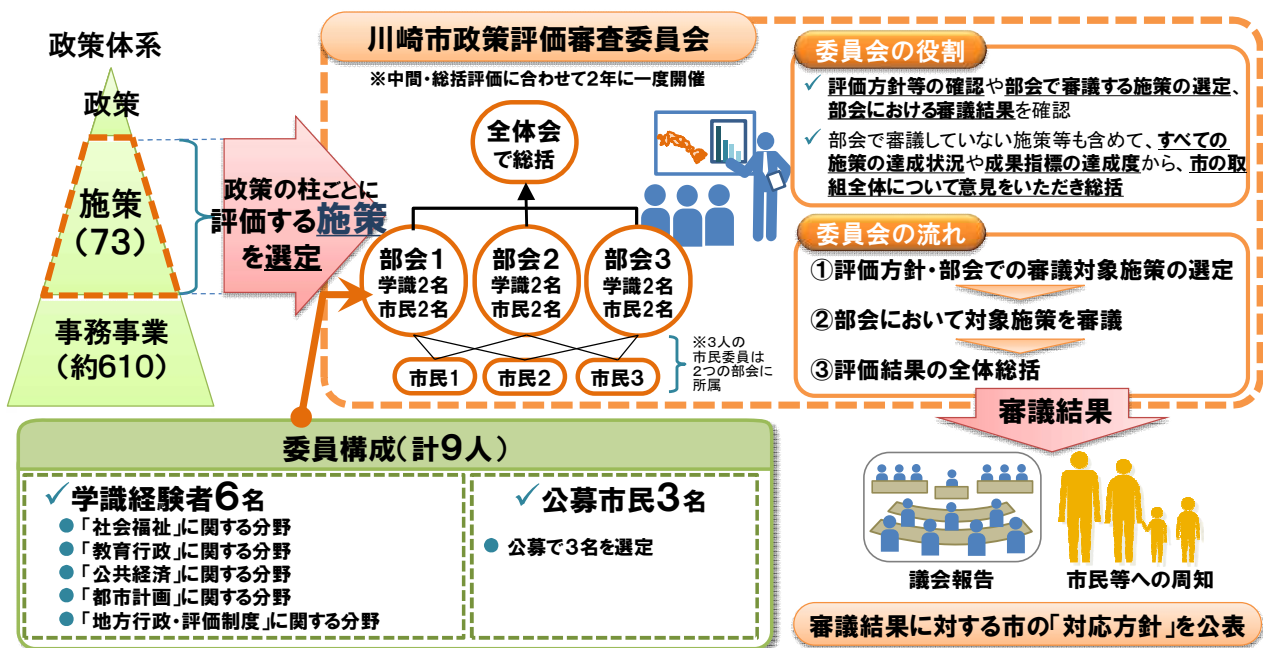 政策体系
政策
施策
(73)
事務事業
(約610)
政策の柱ごとに
評価する施策
を選定
川崎市政策評価審査委員会
※中間・総括評価に合わせて2年に一度開催
全体会
で総括
部会1
学識2名
市民2名
部会2
学識2名
市民2名
部会3
学識2名
市民2名
市民1
市民2
市民3
※3人の
市民委員は
2つの部会に
所属
委員会の役割
✓ 評価方針等の確認や部会で審議する施策の選定、
部会における審議結果を確認
✓ 部会で審議していない施策等も含めて、すべての
施策の達成状況や成果指標の達成度から、市の取
組全体について意見をいただき総括
委員会の流れ
①評価方針・部会での審議対象施策の選定
②部会において対象施策を審議
③評価結果の全体総括
審議結果
議会報告
市民等への周知
審議結果に対する市の「対応方針」を公表
委員構成(計9人)
✓学識経験者6名
●「社会福祉」に関する分野
●「教育行政」に関する分野
●「公共経済」に関する分野
●「都市計画」に関する分野
●「地方行政・評価制度」に関する分野
✓公募市民3名
● 公募で3名を選定